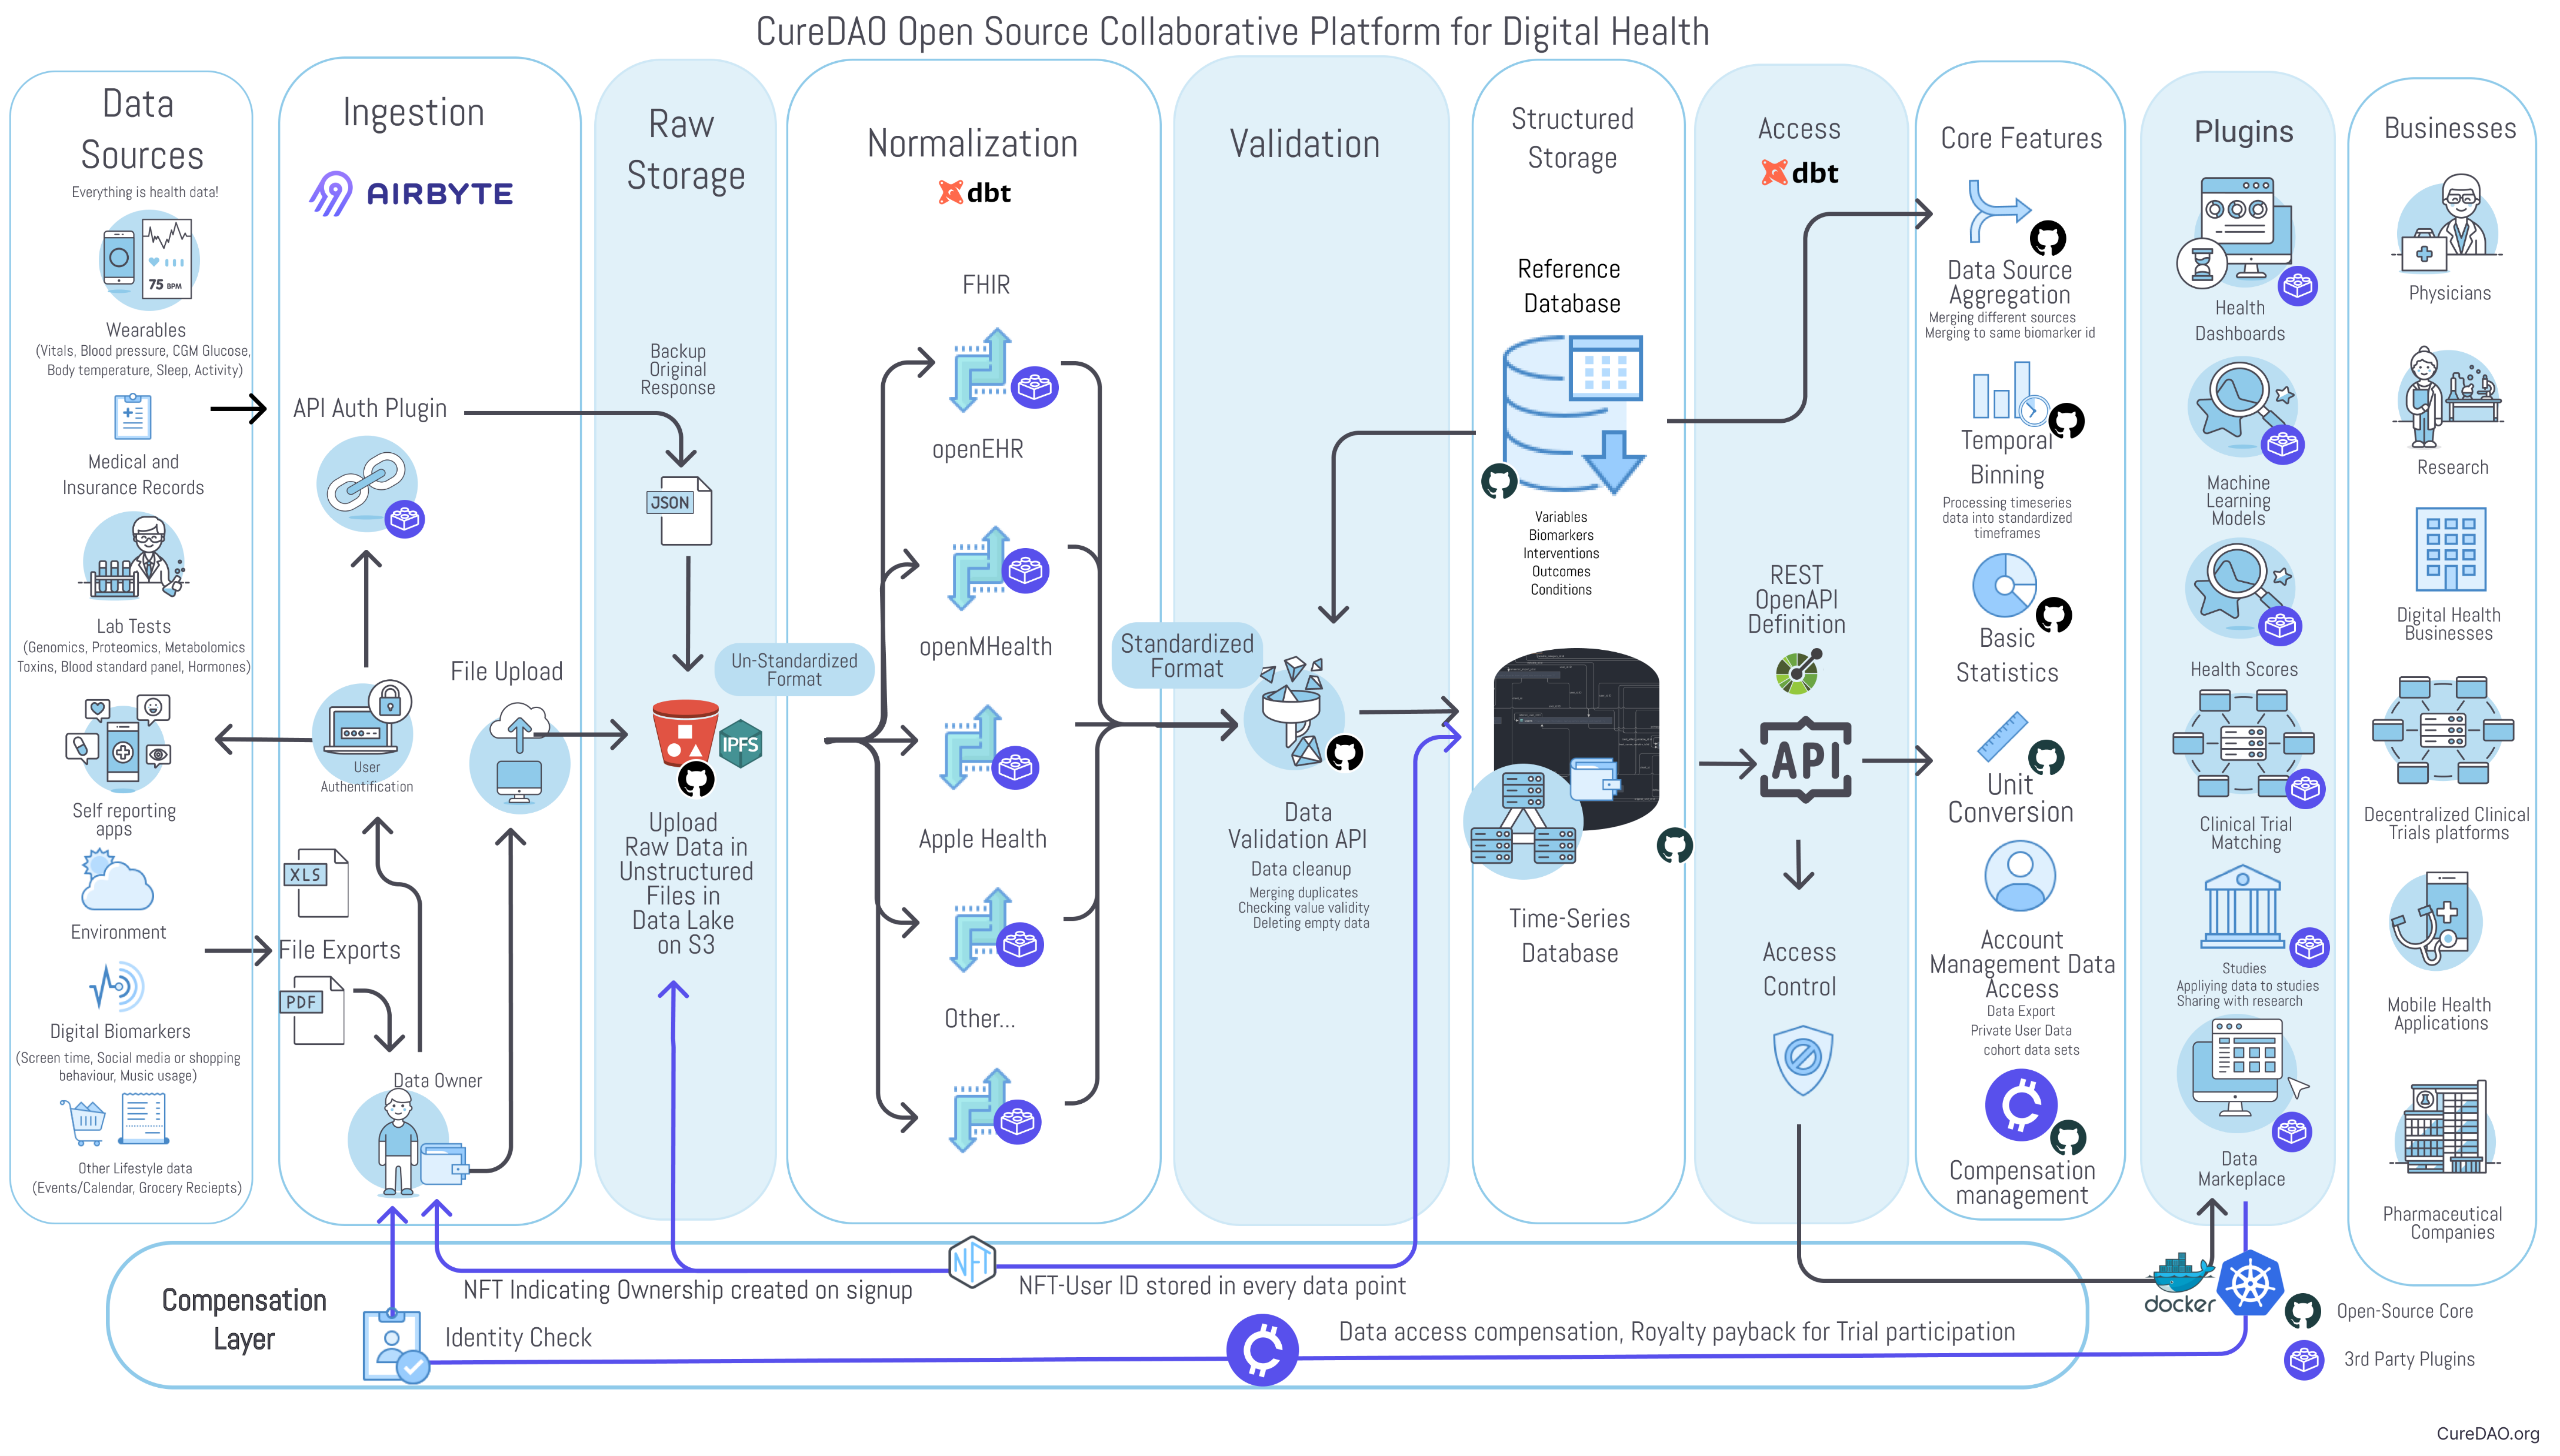 CureDAO Open Source Collaborative Platform for Digital Health
Data
Sources
Everything is health data!
75 BPM
Wearables
(Vitals, Blood pressure, CGM Glucose,
Body temperature, Sleep, Activity)
Medical and
Insurance Records
Lab Tests
(Genomics, Proteomics, Metabolomics
Toxins, Blood standard panel, Hormones)
Self reporting
apps
Environment
Digital Biomarkers
(Screen time, Social media or shopping
behaviour, Music usage)
Other Lifestyle data
(Events/Calendar, Grocery Reciepts)
Ingestion
AIRBYTE
API Auth Plugin
User
Authentification
File Upload
XLS
File Exports
PDF
Data Owner
Raw
Storage
Backup
Original
Response
JSON
IPFS
Upload
Raw Data in
Unstructured
Files in
Data Lake
on S3
Un-Standardized
Format
Normalization
dbt
FHIR
openEHR
openMHealth
Apple Health
Other...
Standardized
Format
Validation
Data
Validation API
Data cleanup
Merging duplicates
Checking value validity
Deleting empty data
Structured
Storage
Reference
Database
Variables
Biomarkers
Interventions
Outcomes
Conditions
Time-Series
Database
Access
dbt
REST
OpenAPI
Definition
API
Access
Control
Core Features
Data Source
Aggregation
Merging different sources
Merging to same biomarker id
Temporal
Binning
Processing timeseries
data into standardized
timeframes
Basic
Statistics
Unit
Conversion
Account
Management Data
Access
Data Export
Private User Data
cohort data sets
Compensation
management
Plugins
Health
Dashboards
Machine
Learning
Models
Health Scores
Clinical Trial
Matching
Studies
Appliying data to studies
Sharing with research
Data
Markeplace
Businesses
Physicians
Research
Digital Health
Businesses
Decentralized Clinical
Trials platforms
Mobile Health
Applications
Pharmaceutical
Companies
Compensation
Layer
NFT
NFT Indicating Ownership created on signup
NFT-User ID stored in every data point
Identity Check
Data access compensation, Royalty payback for Trial participation
docker
Open-Source Core
3rd Party Plugins
CureDAO.org